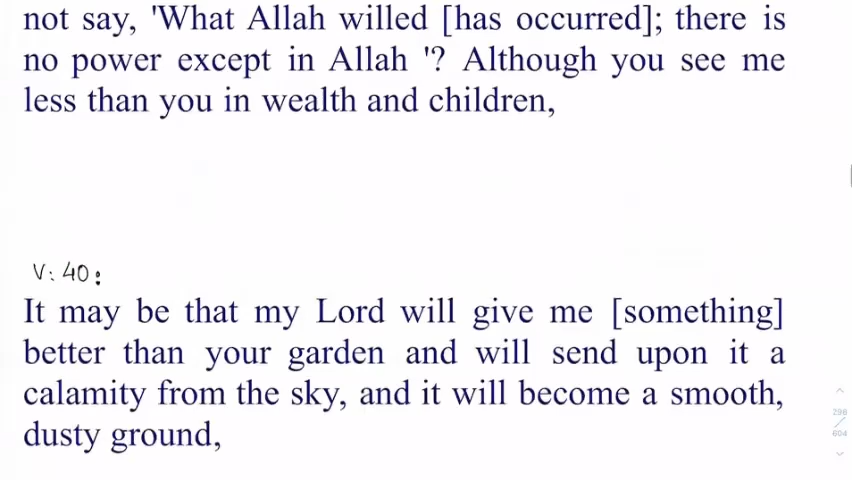 not say, 'What Allah willed [has occurred]; there is
no power except in Allah '? Although you see me
less than you in wealth and children,
V: 40:
It may be that my Lord will give me [something]
better than your garden and will send upon it a
calamity from the sky, and it will become a smooth,
dusty ground,
298
/
604